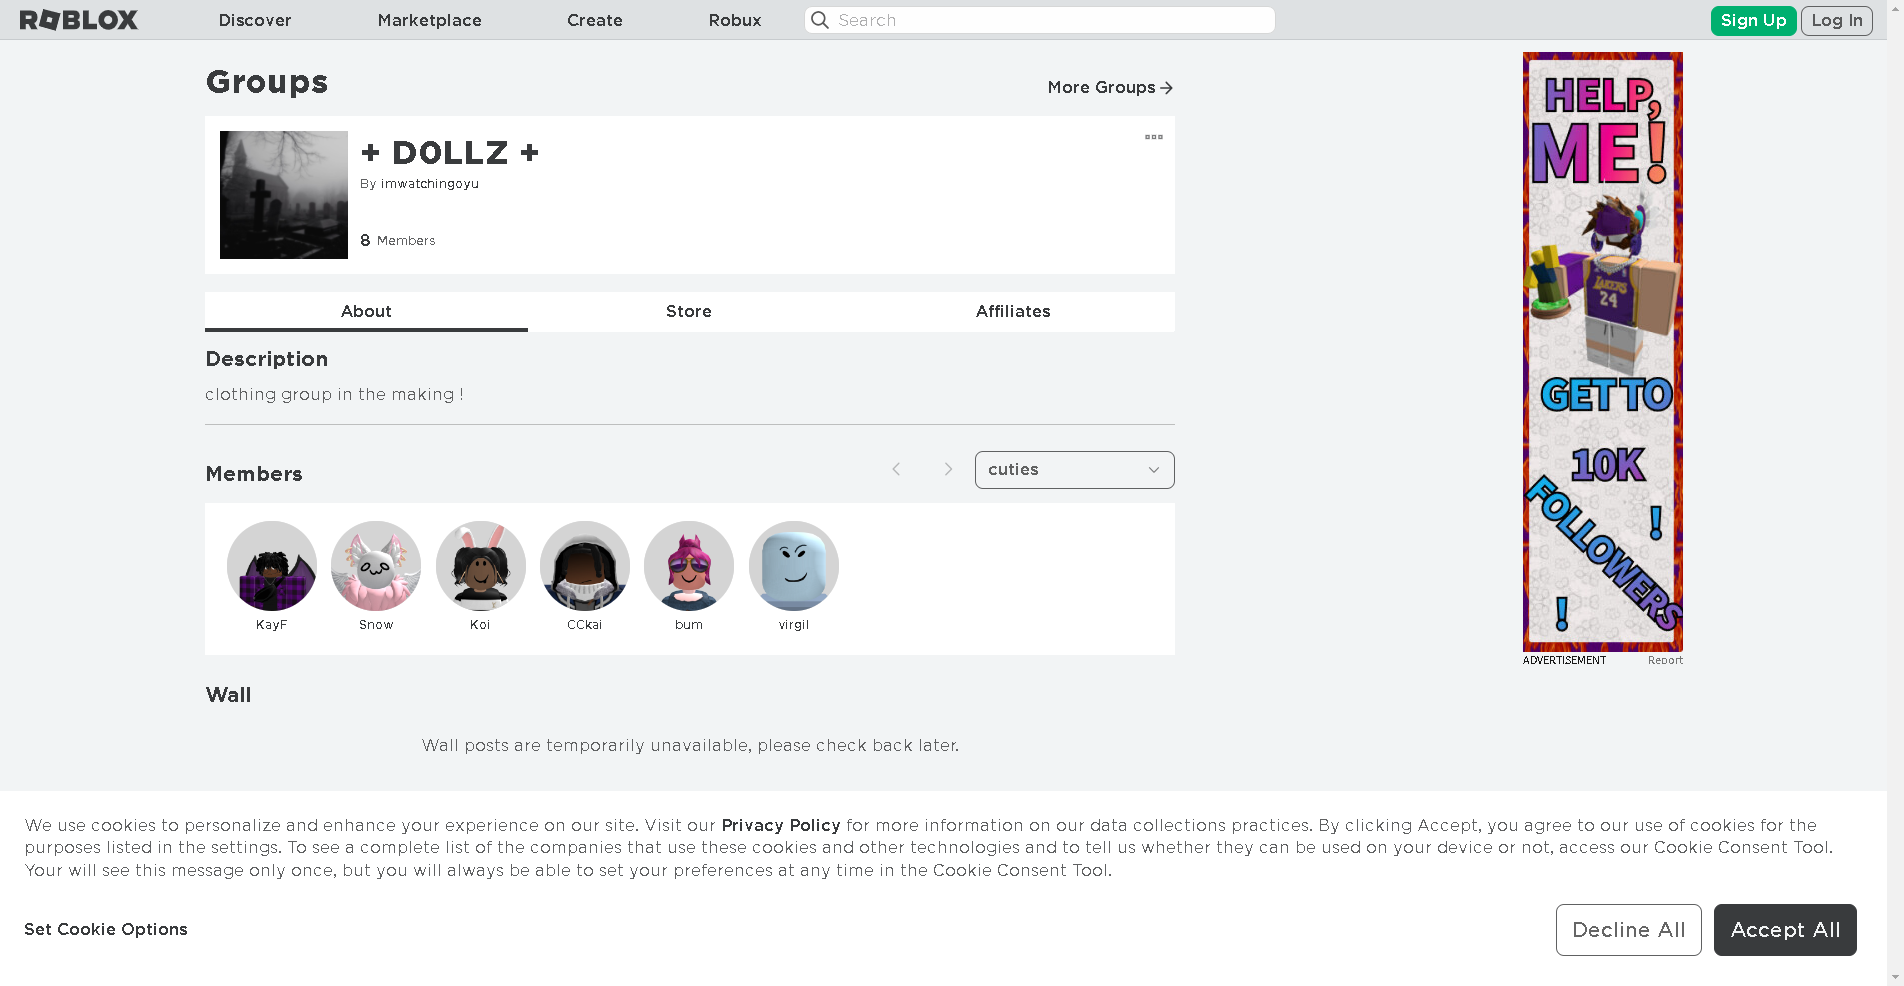 ROBLOX
Discover
Marketplace
Create
Robux
Search
Sign Up
Log In
Groups
More Groups
+ D0LLZ +
By imwatchingoyu
8 Members
About
Store
Affiliates
Description
clothing group in the making !
Members
cuties
KayF
Snow
Koi
CCkai
bum
virgil
Wall
Wall posts are temporarily unavailable, please check back later.
HELP,
ME!
LAKERS
24
GET TO
10K
FOLLOWERS
!
!
ADVERTISEMENT
Report
We use cookies to personalize and enhance your experience on our site. Visit our Privacy Policy for more information on our data collections practices. By clicking Accept, you agree to our use of cookies for the
purposes listed in the settings. To see a complete list of the companies that use these cookies and other technologies and to tell us whether they can be used on your device or not, access our Cookie Consent Tool.
Your will see this message only once, but you will always be able to set your preferences at any time in the Cookie Consent Tool.
Set Cookie Options
Decline All
Accept All